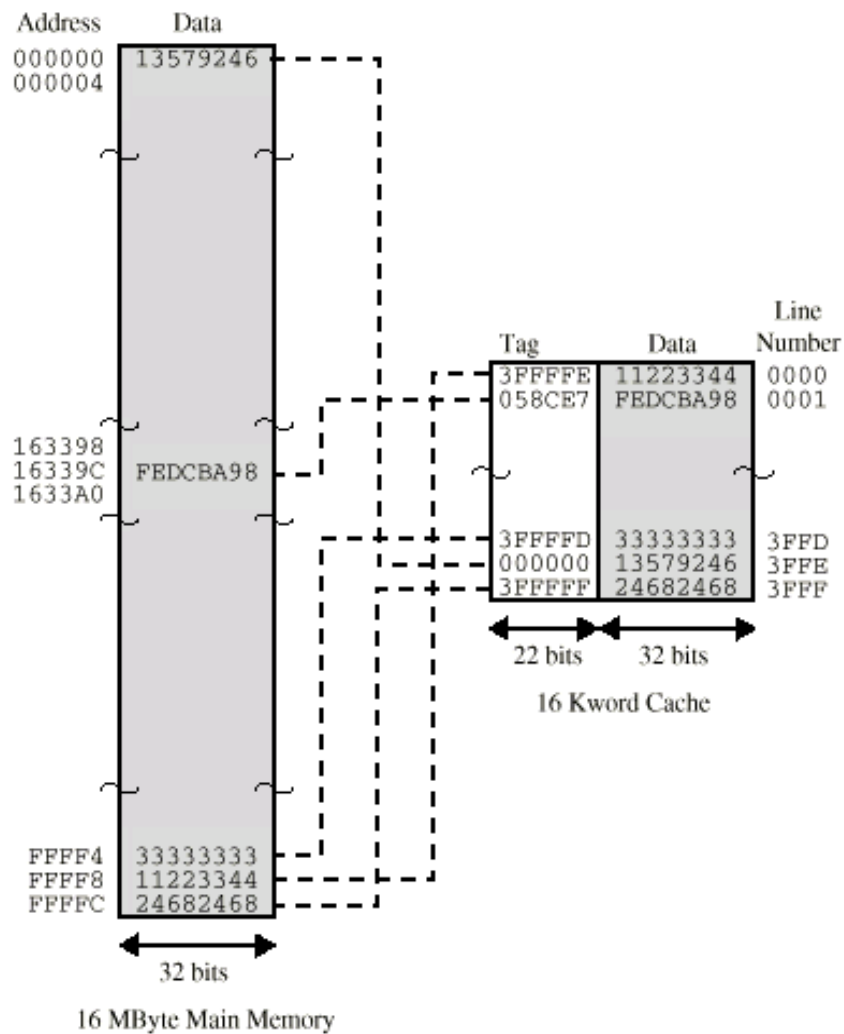 Address Data
000000 13579246
000004
163398
16339C FEDCBA98
1633A0
FFFF4 33333333
FFFF8 11223344
FFFFC 24682468
32 bits
16 MByte Main Memory
Line
Tag Data Number
3FFFFE 11223344 0000
058CE7 FEDCBA98 0001
3FFFFD 33333333 3FFD
000000 13579246 3FFE
3FFFFF 24682468 3FFF
22 bits 32 bits
16 Kword Cache